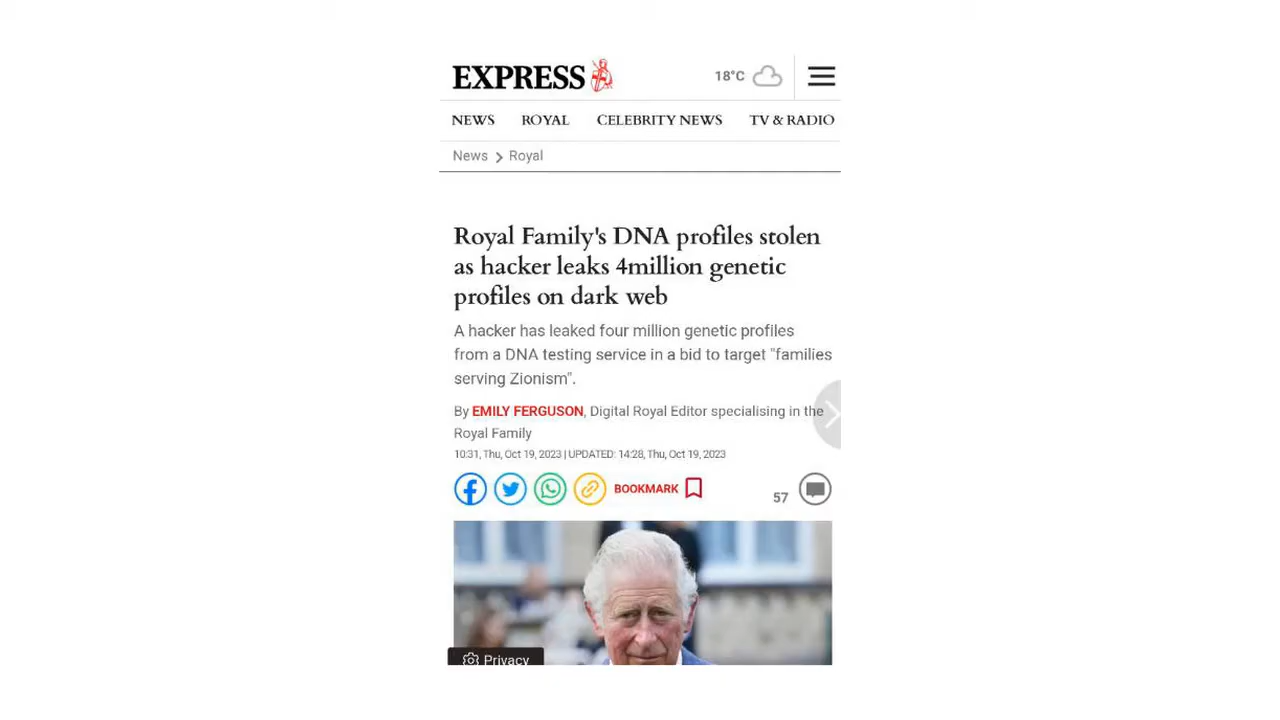 EXPRESS
18°C
NEWS ROYAL CELEBRITY NEWS TV & RADIO
News Royal
Royal Family's DNA profiles stolen
as hacker leaks 4million genetic
profiles on dark web
A hacker has leaked four million genetic profiles
from a DNA testing service in a bid to target "families
serving Zionism".
By EMILY FERGUSON, Digital Royal Editor specialising in the
Royal Family
10:31, Thu, Oct 19, 2023 | UPDATED: 14:28, Thu, Oct 19, 2023
BOOKMARK
57
Privacy